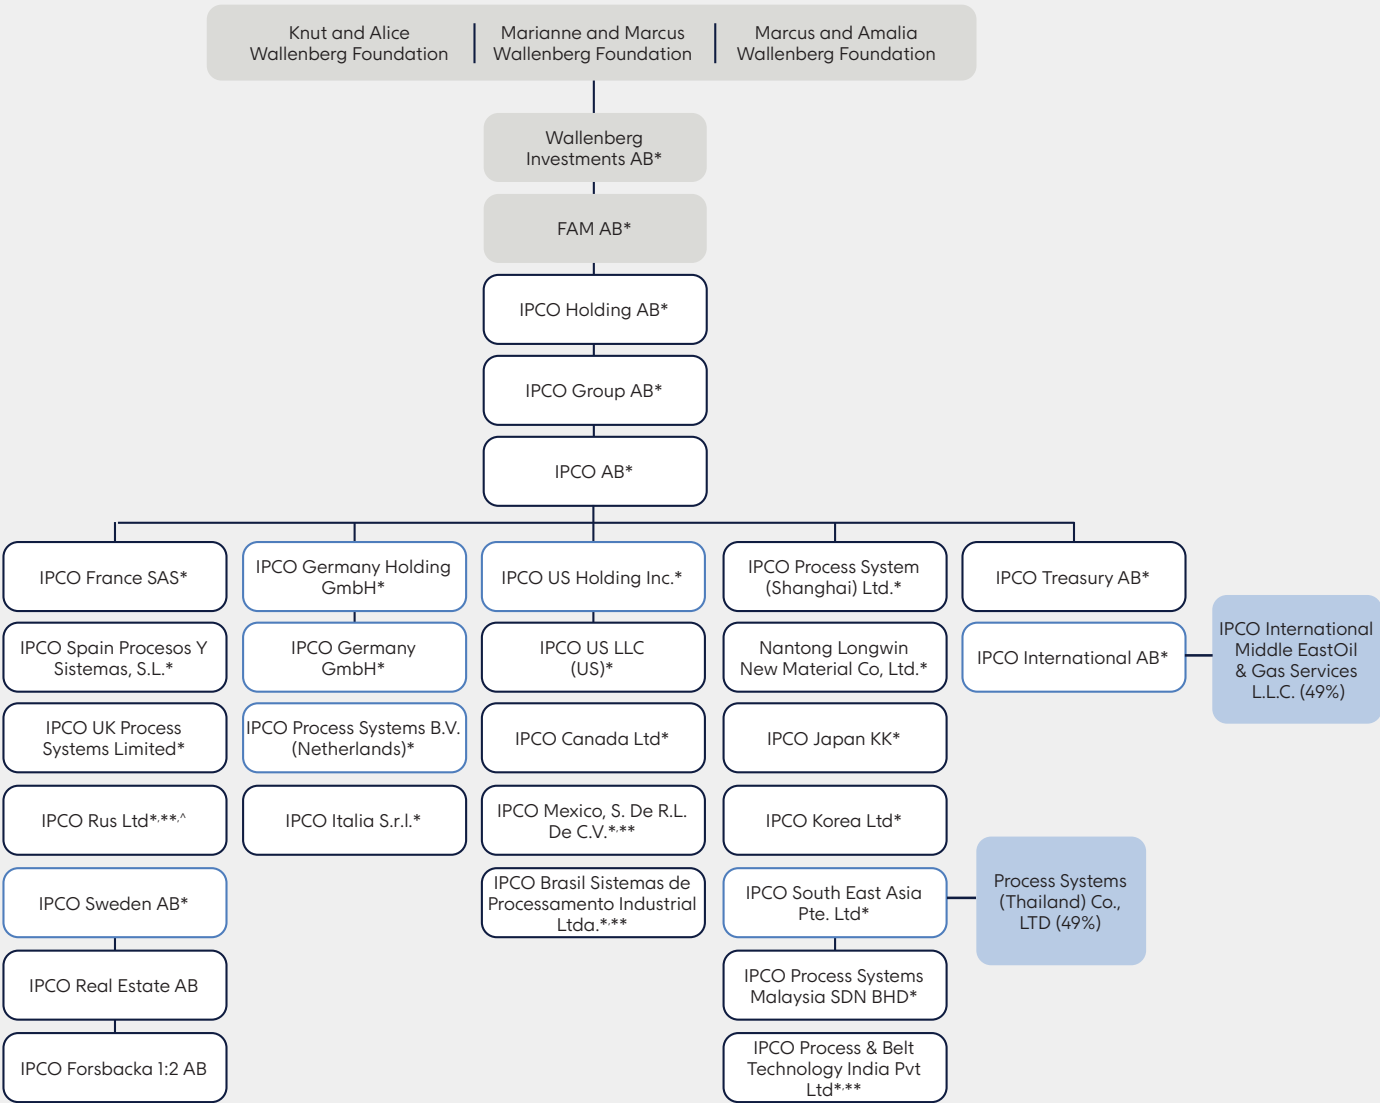 Knut and Alice
Wallenberg Foundation
Marianne and Marcus
Wallenberg Foundation
Marcus and Amalia
Wallenberg Foundation
Wallenberg
Investments AB*
FAM AB*
IPCO Holding AB*
IPCO Group AB*
IPCO AB*
IPCO France SAS*
IPCO Spain Procesos Y
Sistemas, S.L.*
IPCO UK Process
Systems Limited*
IPCO Rus Ltd*,**,^
IPCO Sweden AB*
IPCO Real Estate AB
IPCO Forsbacka 1:2 AB
IPCO Germany Holding
GmbH*
IPCO Germany
GmbH*
IPCO Process Systems B.V.
(Netherlands)*
IPCO Italia S.r.l.*
IPCO US Holding Inc.*
IPCO US LLC
(US)*
IPCO Canada Ltd*
IPCO Mexico, S. De R.L.
De C.V.*,**
IPCO Brasil Sistemas de
Processamento Industrial
Ltda.*,**
IPCO Process System
(Shanghai) Ltd.*
Nantong Longwin
New Material Co, Ltd.*
IPCO Japan KK*
IPCO Korea Ltd*
IPCO South East Asia
Pte. Ltd*
IPCO Process Systems
Malaysia SDN BHD*
IPCO Process & Belt
Technology India Pvt
Ltd*,**
Process Systems
(Thailand) Co.,
LTD (49%)
IPCO Treasury AB*
IPCO International AB*
IPCO International
Middle EastOil
& Gas Services
L.L.C. (49%)